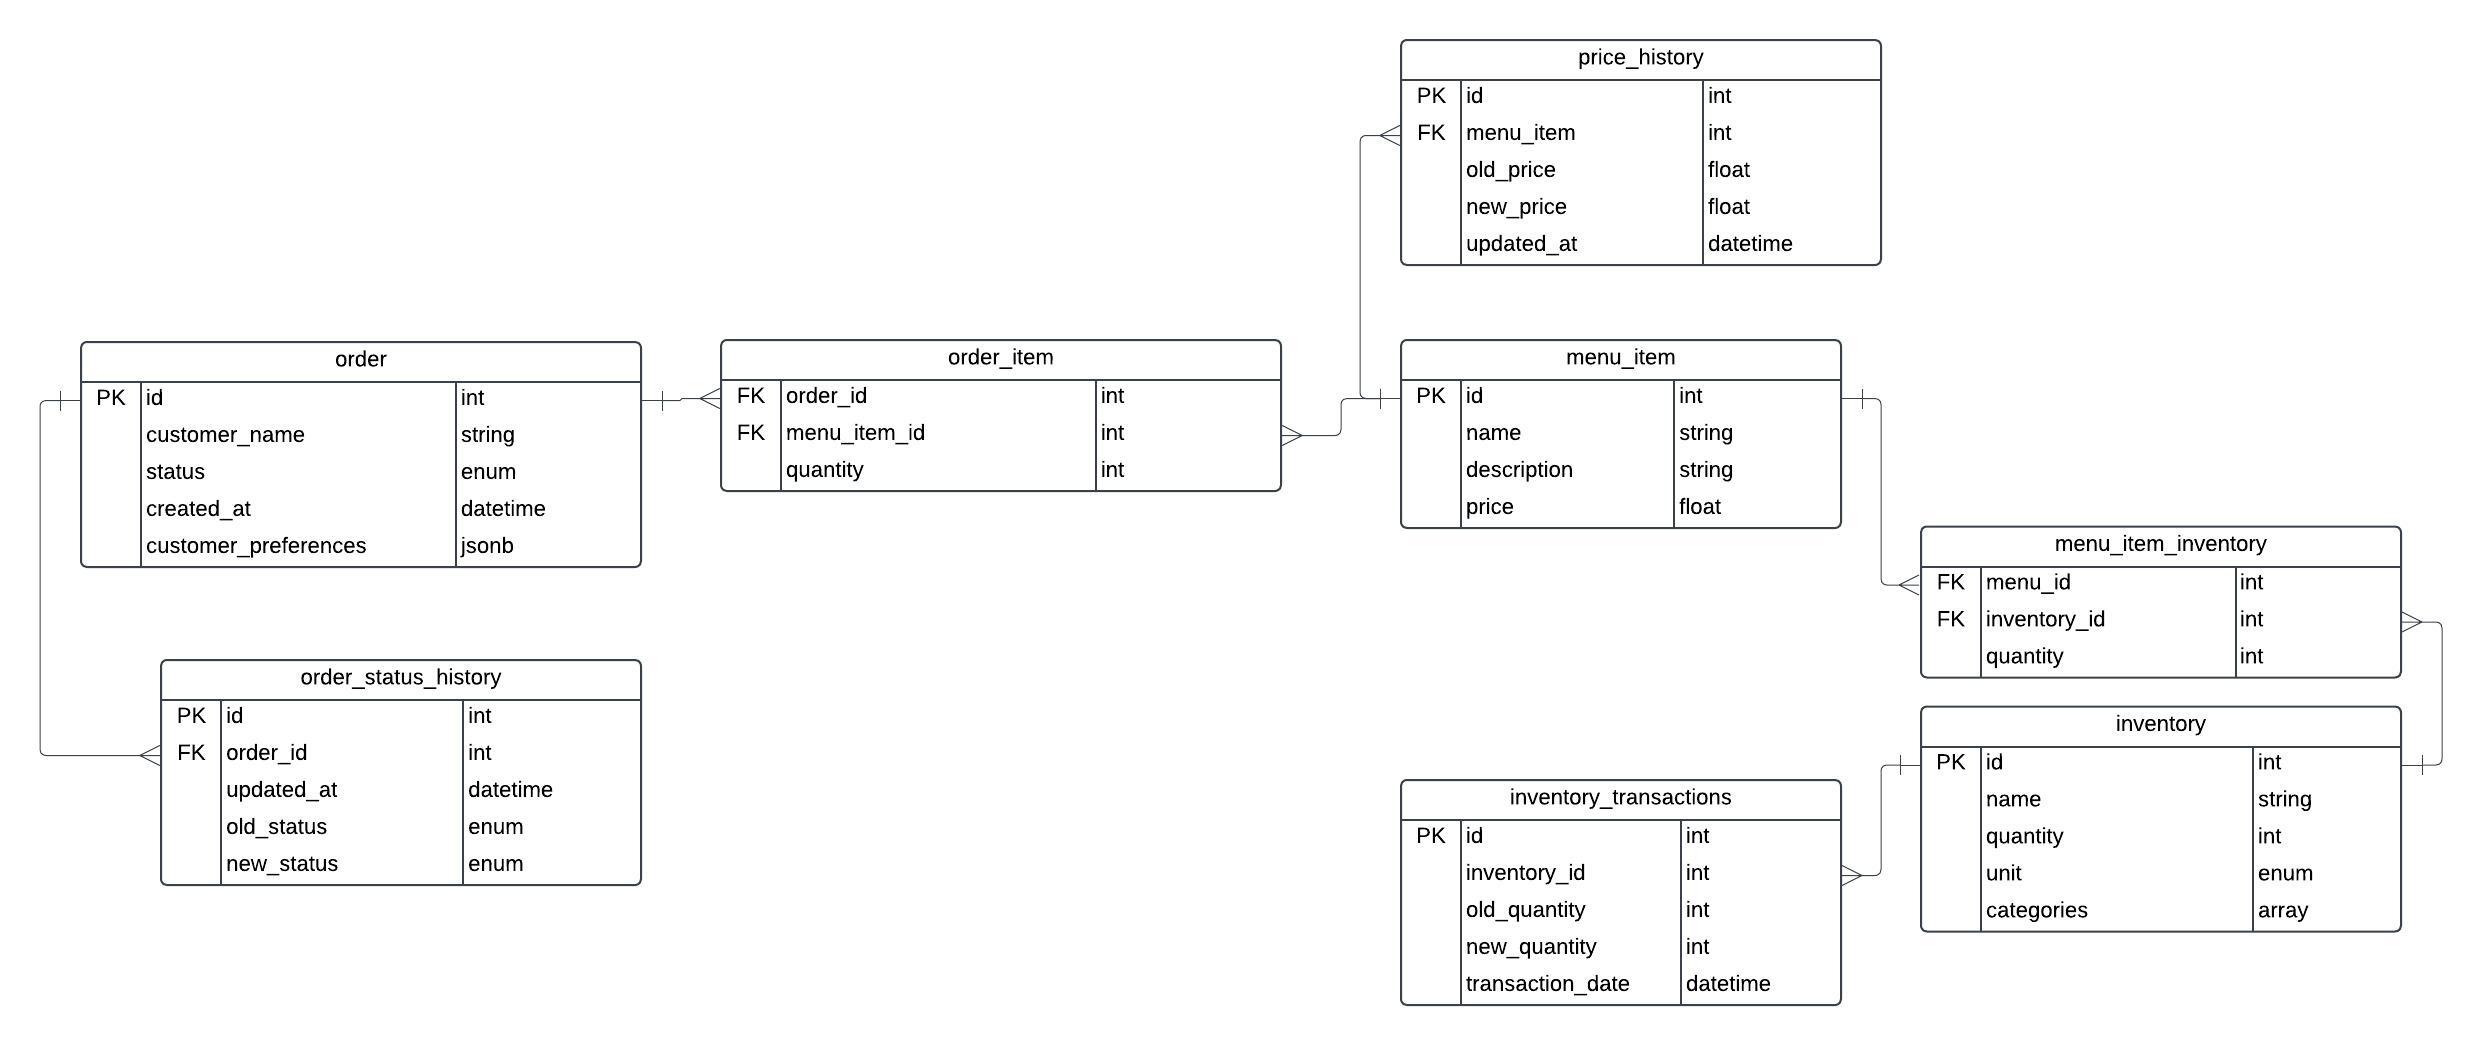 price_history
PK id int
FK menu_item int
old_price float
new_price float
updated_at datetime
order
PK id int
customer_name string
status enum
created_at datetime
customer_preferences jsonb
order_item
FK order_id int
FK menu_item_id int
quantity int
menu_item
PK id int
name string
description string
price float
menu_item_inventory
FK menu_id int
FK inventory_id int
quantity int
order_status_history
PK id int
FK order_id int
updated_at datetime
old_status enum
new_status enum
inventory_transactions
PK id int
inventory_id int
old_quantity int
new_quantity int
transaction_date datetime
inventory
PK id int
name string
quantity int
unit enum
categories array